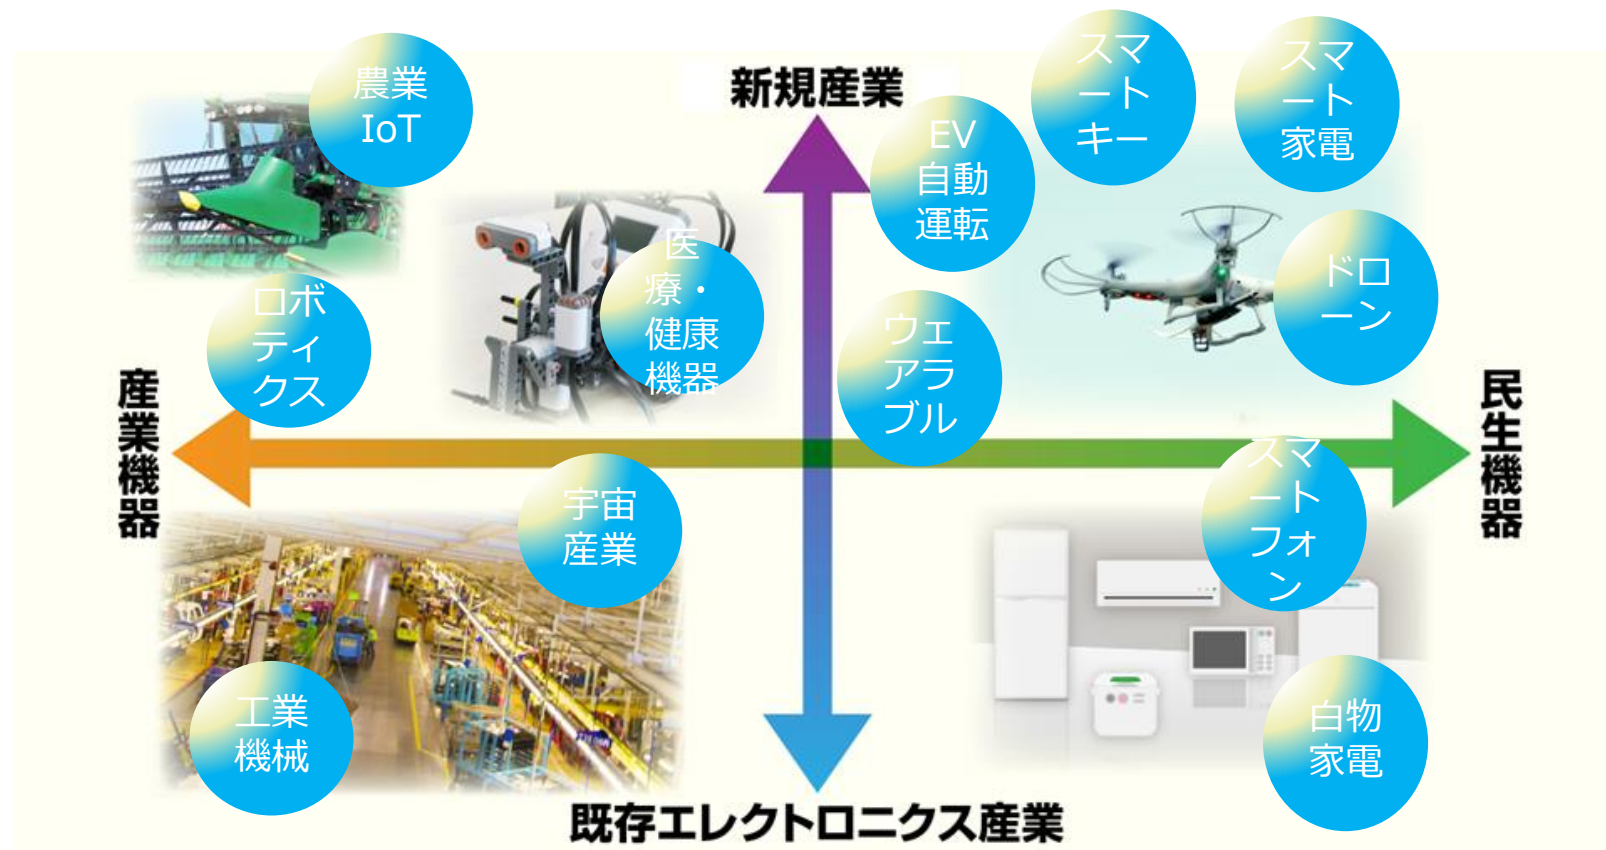 農業
IoT
新規産業
スマ
ート
キー
スマ
ート
家電
EV
自動
運転
医
療・
健康
機器
ドロ
ーン
ロボ
ティ
クス
ウェ
アラ
ブル
産業機器
民生機器
スマ
ート
フォ
ン
宇宙
産業
工業
機械
白物
家電
既存エレクトロニクス産業